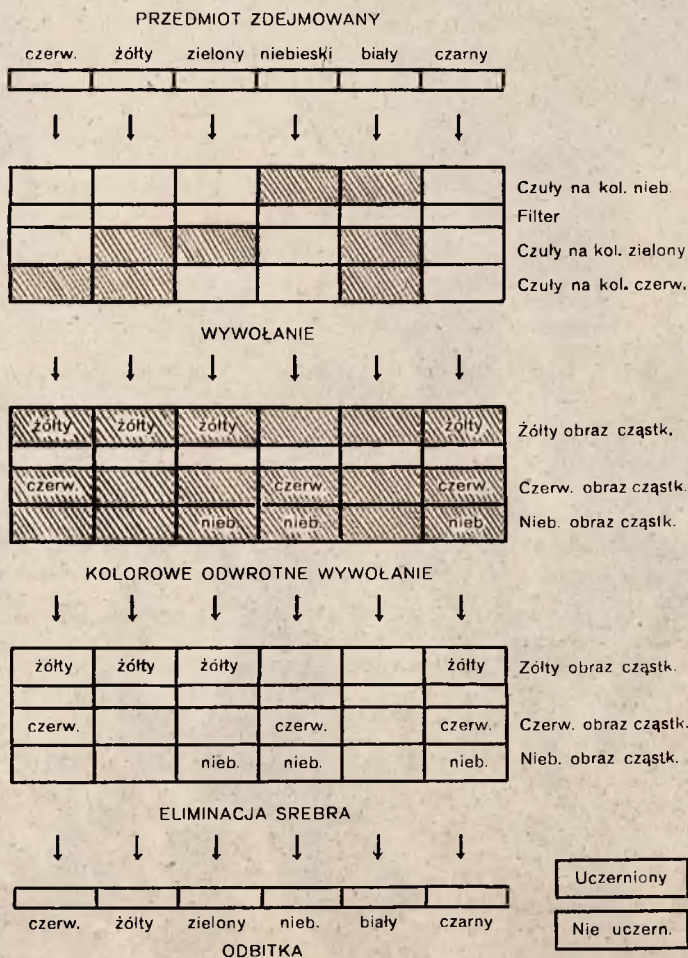 PRZEDMIOT ZDEJMOWANY
czerw. żółty zielony niebieski biały czarny
Czuły na kol. nieb.
Filter
Czuły na kol. zielony
Czuły na kol. czerw.
WYWOŁANIE
żółty żółty żółty żółty Żółty obraz cząstk.
czerw. czerw. czerw. Czerw. obraz cząstk.
nieb. nieb. nieb. Nieb. obraz cząstk.
KOLOROWE ODWROTNE WYWOŁANIE
żółty żółty żółty żółty Żółty obraz cząstk.
czerw. czerw. czerw. Czerw. obraz cząstk.
nieb. nieb. nieb. Nieb. obraz cząstk.
ELIMINACJA SREBRA
czerw. żółty zielony nieb. biały czarny
ODBITKA
Uczerniony
Nie uczern.